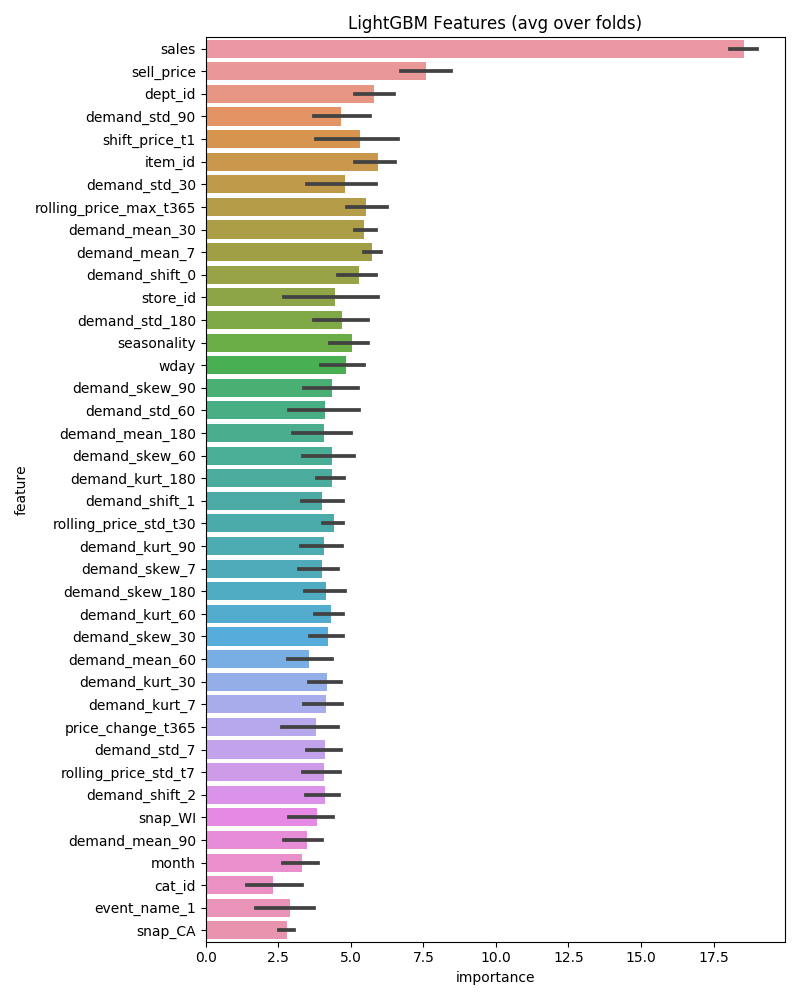 LightGBM Features (avg over folds)
sales
sell_price
dept_id
demand_std_90
shift_price_t1
item_id
demand_std_30
rolling_price_max_t365
demand_mean_30
demand_mean_7
demand_shift_0
store_id
demand_std_180
seasonality
wday
demand_skew_90
demand_std_60
demand_mean_180
demand_skew_60
demand_kurt_180
demand_shift_1
rolling_price_std_t30
demand_kurt_90
demand_skew_7
demand_skew_180
demand_kurt_60
demand_skew_30
demand_mean_60
demand_kurt_30
demand_kurt_7
price_change_t365
demand_std_7
rolling_price_std_t7
demand_shift_2
snap_WI
demand_mean_90
month
cat_id
event_name_1
snap_CA
feature
0.0 2.5 5.0 7.5 10.0 12.5 15.0 17.5
importance